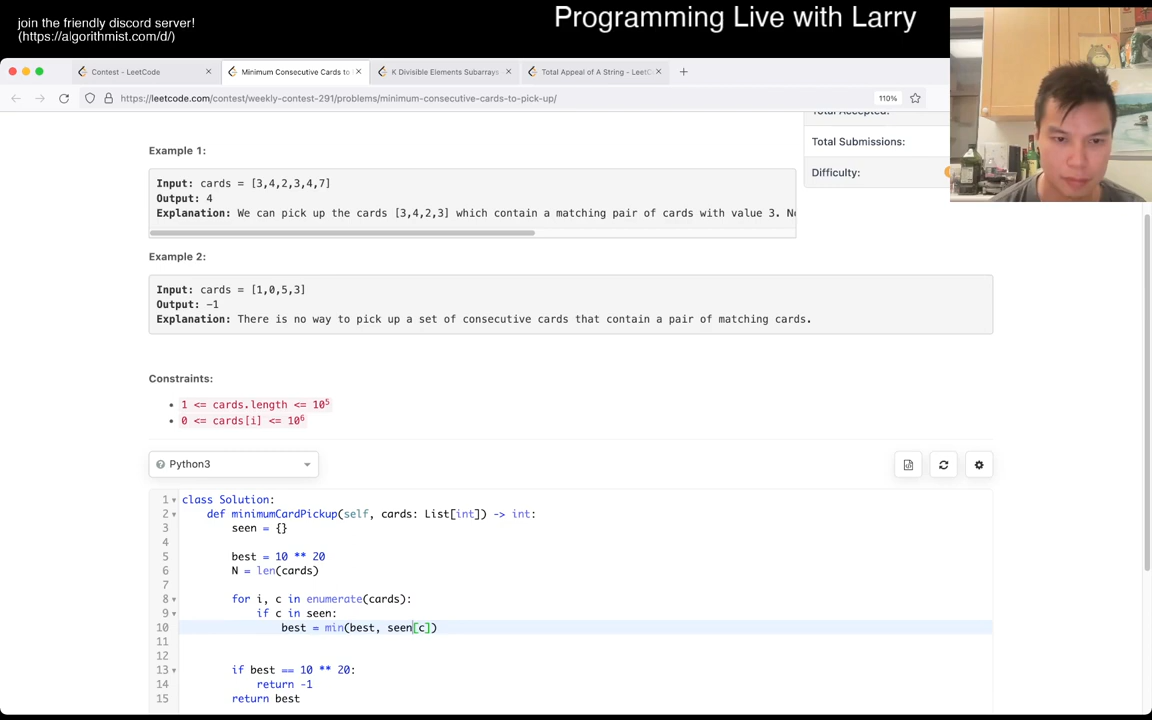 join the friendly discord server!
(https://algorithmist.com/d/)
Programming Live with Larry
Contest - LeetCode
Minimum Consecutive Cards to
K Divisible Elements Subarrays
Total Appeal of A String - LeetC
https://leetcode.com/contest/weekly-contest-291/problems/minimum-consecutive-cards-to-pick-up/
110%
Total Accepted:
Example 1:
Total Submissions:
Difficulty:
Input: cards = [3,4,2,3,4,7]
Output: 4
Explanation: We can pick up the cards [3,4,2,3] which contain a matching pair of cards with value 3. No
Example 2:
Input: cards = [1,0,5,3]
Output: -1
Explanation: There is no way to pick up a set of consecutive cards that contain a pair of matching cards.
Constraints:
• 1 <= cards.length <= 10⁵
• 0 <= cards[i] <= 10⁶
Python3
1 class Solution:
2 def minimumCardPickup(self, cards: List[int]) -> int:
3 seen = {}
4
5 best = 10 ** 20
6 N = len(cards)
7
8 for i, c in enumerate(cards):
9 if c in seen:
10 best = min(best, seen[c])
11
12
13 if best == 10 ** 20:
14 return -1
15 return best